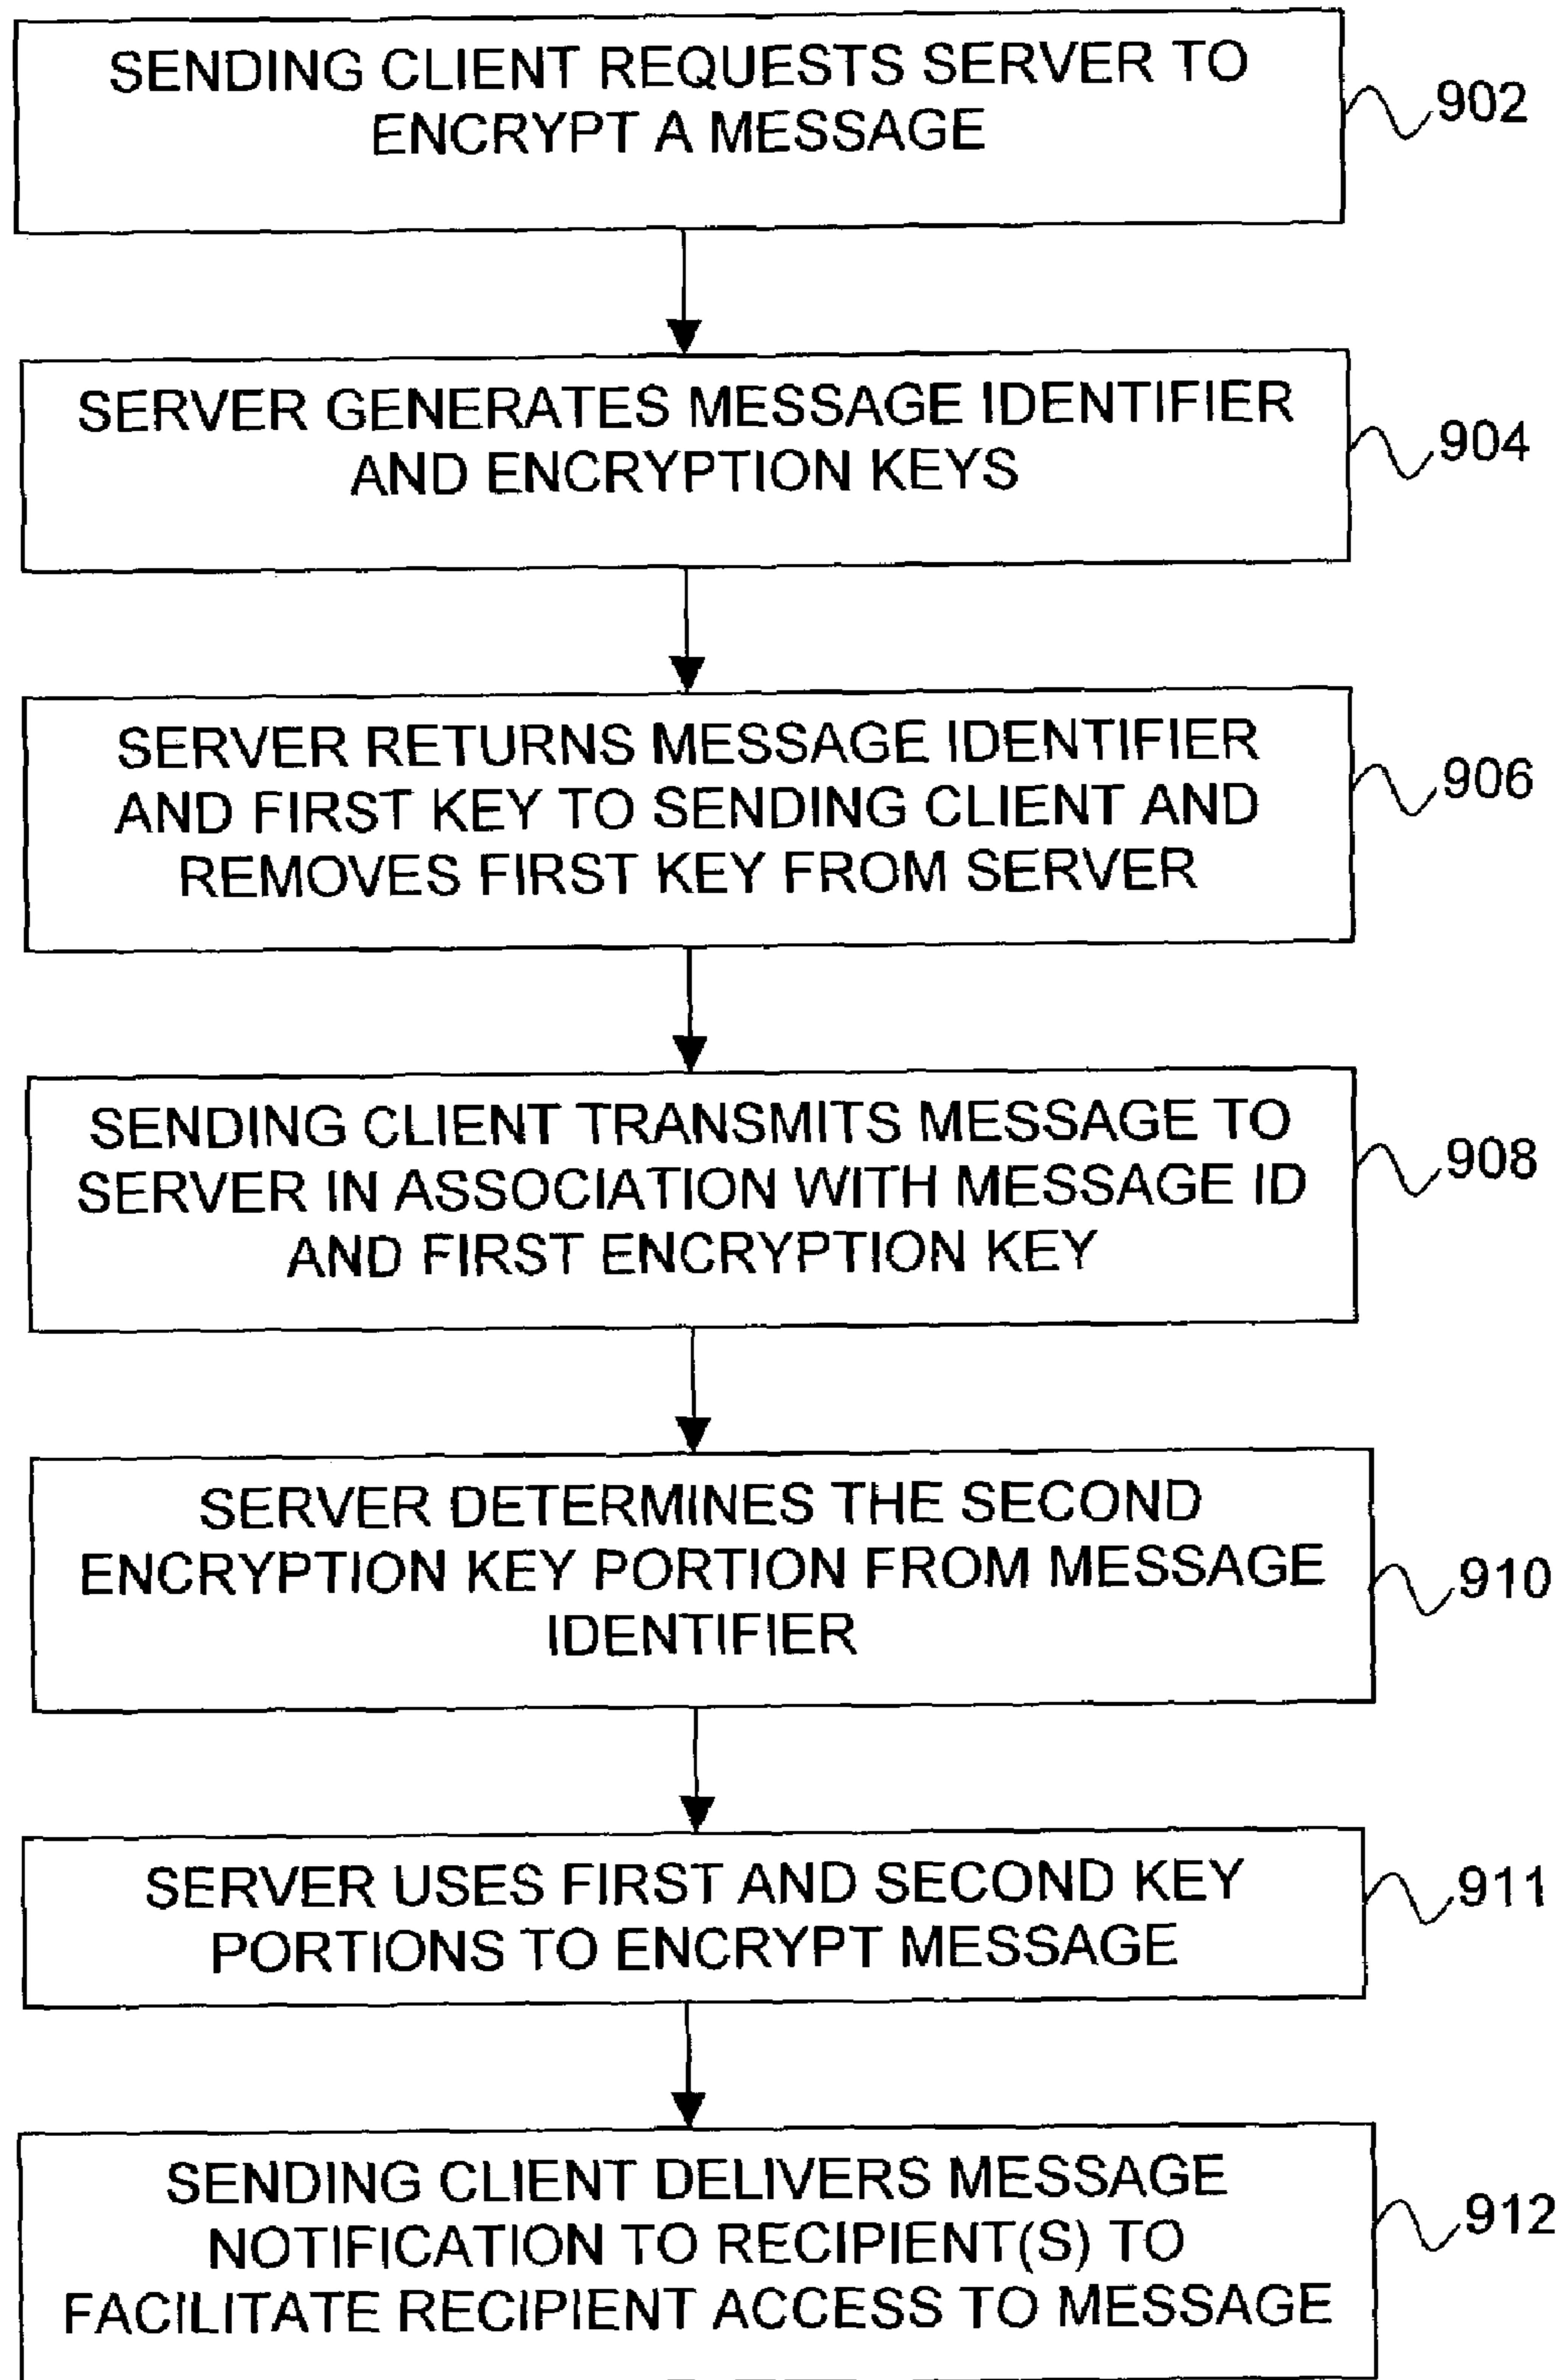 SENDING CLIENT REQUESTS SERVER TO
ENCRYPT A MESSAGE
902
SERVER GENERATES MESSAGE IDENTIFIER
AND ENCRYPTION KEYS
904
SERVER RETURNS MESSAGE IDENTIFIER
AND FIRST KEY TO SENDING CLIENT AND
REMOVES FIRST KEY FROM SERVER
906
SENDING CLIENT TRANSMITS MESSAGE TO
SERVER IN ASSOCIATION WITH MESSAGE ID
AND FIRST ENCRYPTION KEY
908
SERVER DETERMINES THE SECOND
ENCRYPTION KEY PORTION FROM MESSAGE
IDENTIFIER
910
SERVER USES FIRST AND SECOND KEY
PORTIONS TO ENCRYPT MESSAGE
911
SENDING CLIENT DELIVERS MESSAGE
NOTIFICATION TO RECIPIENT(S) TO
FACILITATE RECIPIENT ACCESS TO MESSAGE
912